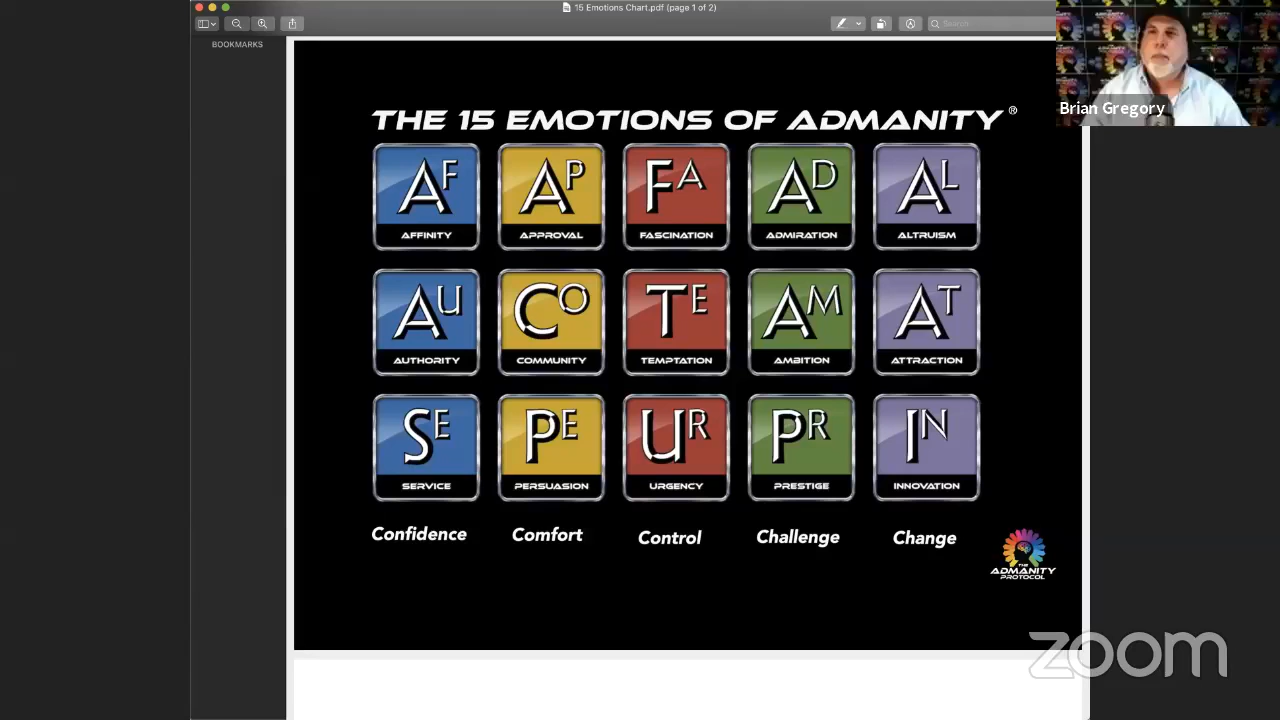 15 Emotions Chart.pdf (page 1 of 2)
Search
BOOKMARKS
Brian Gregory
THE 15 EMOTIONS OF ADMANITY®
AF AP FA AD AL
AFFINITY APPROVAL FASCINATION ADMIRATION ALTRUISM
AU CO TE AM AT
AUTHORITY COMMUNITY TEMPTATION AMBITION ATTRACTION
SE PE UR PR IN
SERVICE PERSUASION URGENCY PRESTIGE INNOVATION
Confidence Comfort Control Challenge Change
THE
ADMANITY
PROTOCOL
zoom